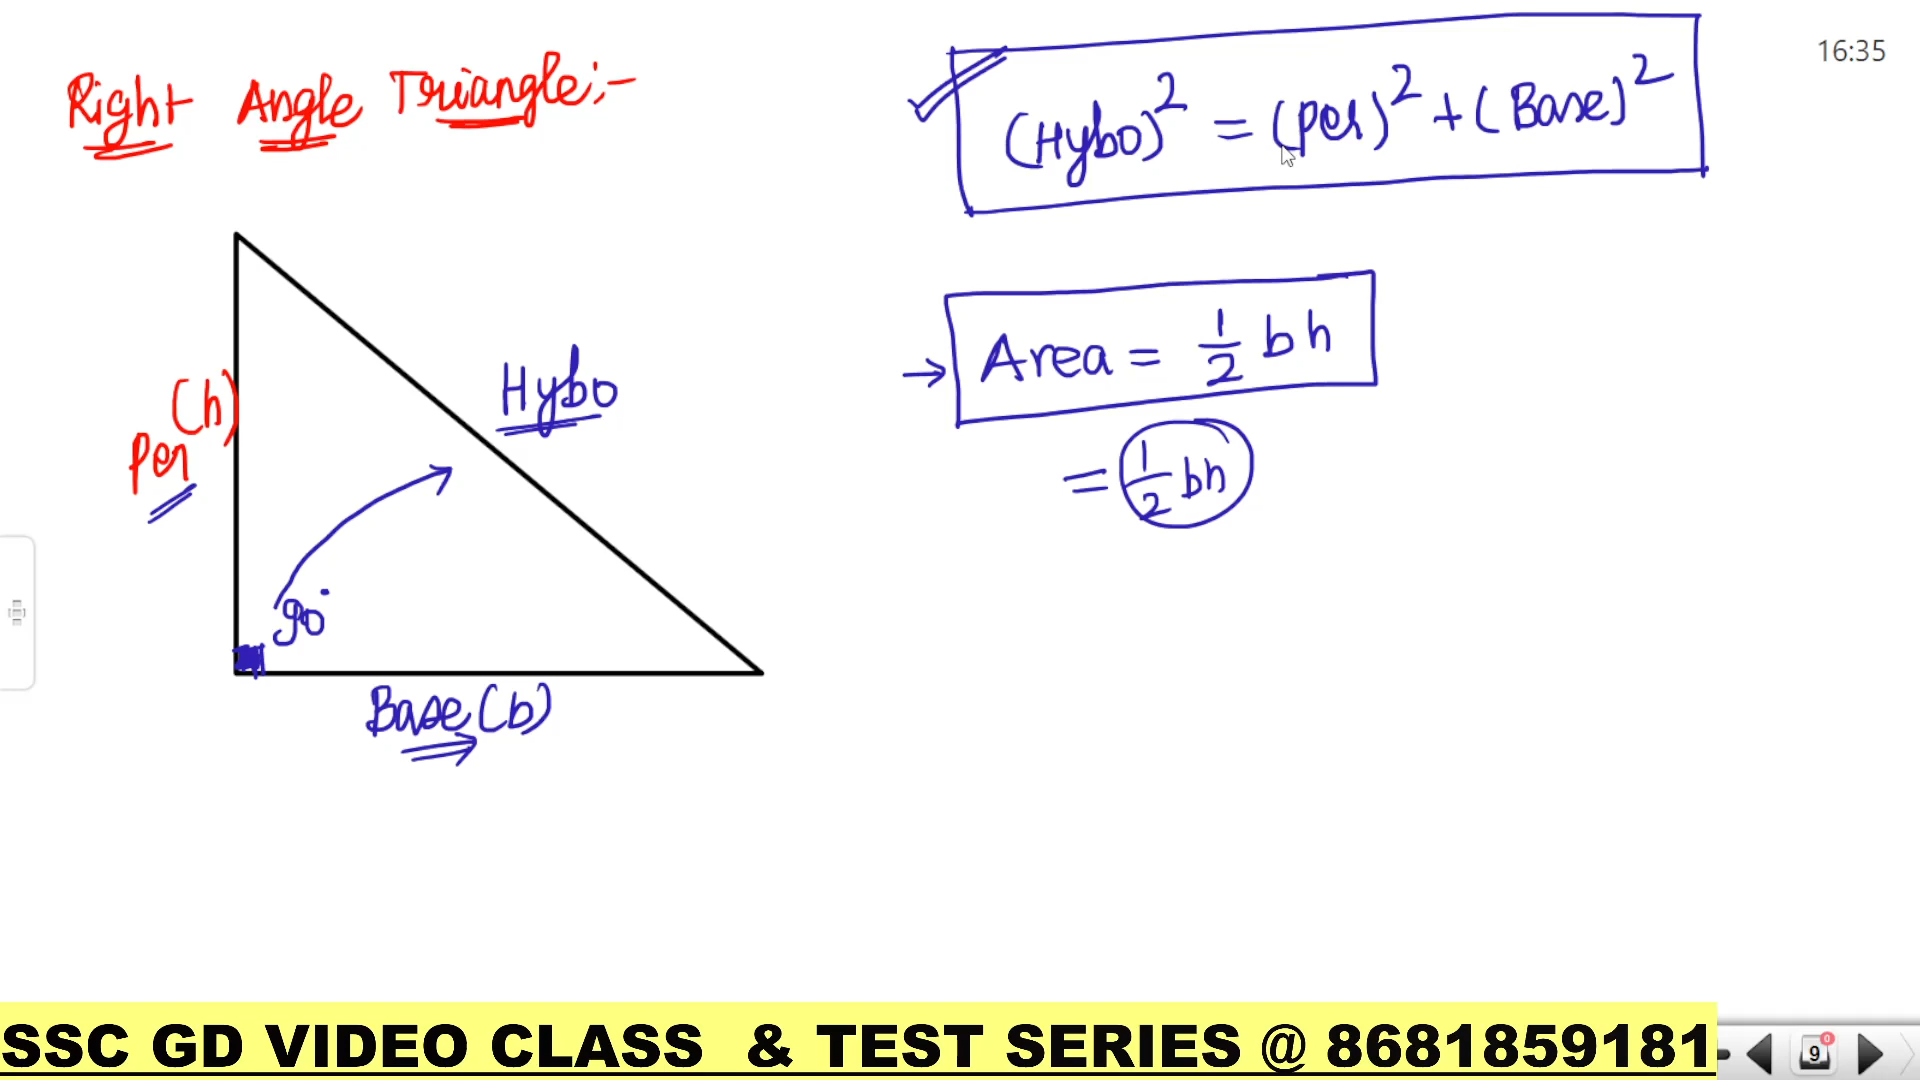 Right Angle Triangle:-
16:35
(Hybo)² = (Per)² + (Base)²
Area = 1/2 bh
= 1/2 bh
(h)
Per
Hybo
90°
Base (b)
SSC GD VIDEO CLASS & TEST SERIES @ 8681859181
9
0